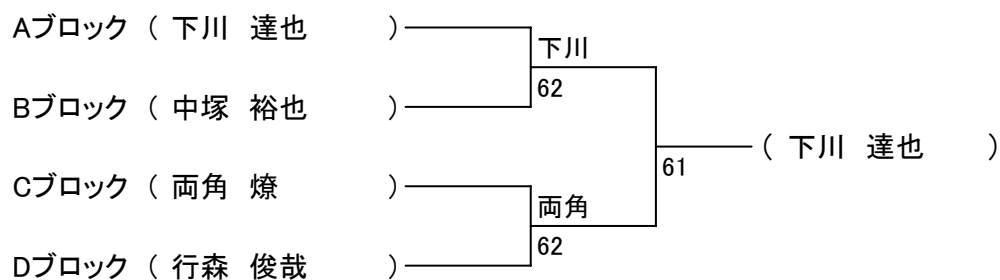 Aブロック （ 下川　達也　　　）
下川
62
Bブロック （ 中塚　裕也　　　）
（ 下川　達也　　）
61
Cブロック （ 両角　燎　　　　）
両角
62
Dブロック （ 行森　俊哉　　　）